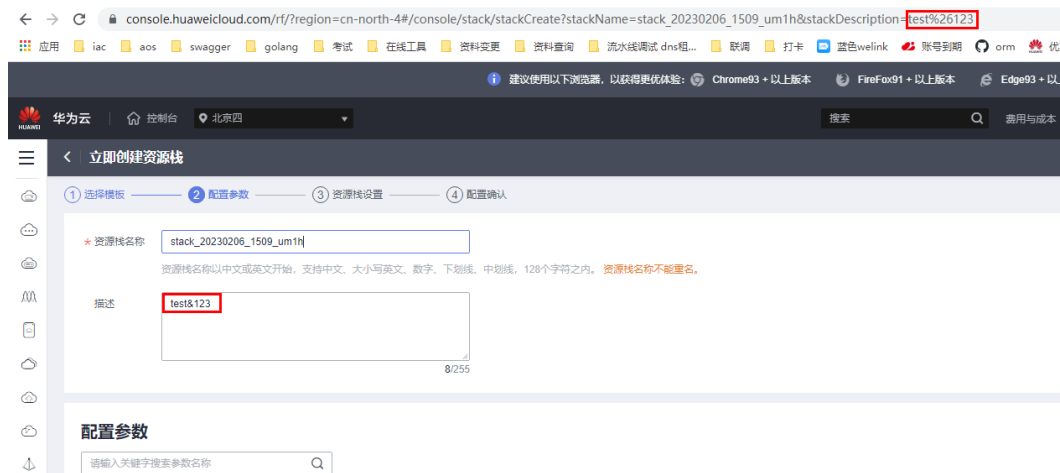 console.huaweicloud.com/rf/?region=cn-north-4#/console/stack/stackCreate?stackName=stack_20230206_1509_um1h&stackDescription=test%26123
应用 iac aos swagger golang 考试 在线工具 资料变更 资料查询 流水线调试 dns租... 联调 打卡 蓝色welink 账号到期 orm 优
建议使用以下浏览器，以获得更优体验: Chrome93 + 以上版本 FireFox91 + 以上版本 Edge93 + 以
HUAWEI 华为云 控制台 北京四 搜索 费用与成本
立即创建资源栈
1 选择模板 2 配置参数 3 资源栈设置 4 配置确认
* 资源栈名称 stack_20230206_1509_um1h
资源栈名称以中文或英文开始，支持中文、大小写英文、数字、下划线、中划线，128个字符之内。 资源栈名称不能重名。
描述 test&123
8/255
配置参数
请输入关键字搜索参数名称